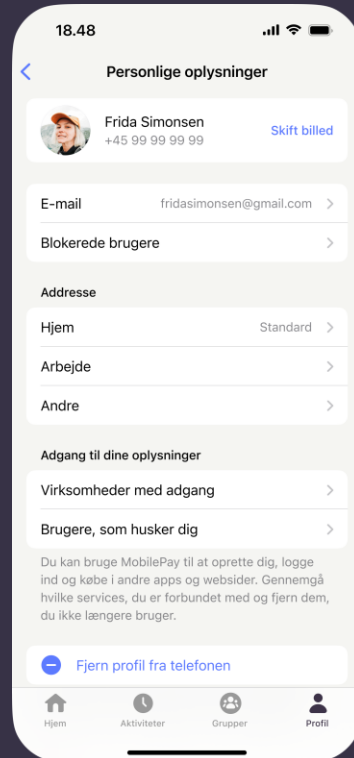 18.48
Personlige oplysninger
Frida Simonsen
+45 99 99 99 99
Skift billed
E-mail fridasimonsen@gmail.com
Blokerede brugere
Addresse
Hjem Standard
Arbejde
Andre
Adgang til dine oplysninger
Virksomheder med adgang
Brugere, som husker dig
Du kan bruge MobilePay til at oprette dig, logge
ind og købe i andre apps og websider. Gennemgå
hvilke services, du er forbundet med og fjern dem,
du ikke længere bruger.
Fjern profil fra telefonen
Hjem Aktiviteter Grupper Profil